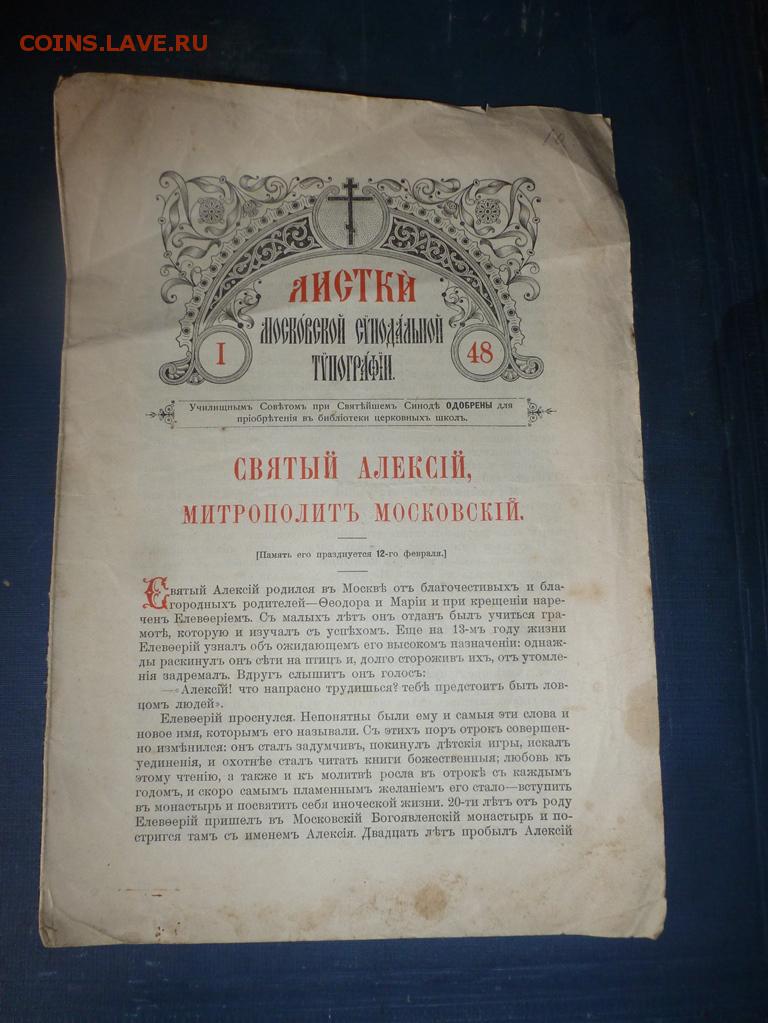 COINS.LAVE.RU
ЛИСТКИ
МОСКОВСКОЙ СѴНОДАЛЬНОЙ
ТѴПОГРАФІИ.
I
48
Училищнымъ Совѣтомъ при Святѣйшемъ Синодѣ ОДОБРЕНЫ для
пріобрѣтенія въ библіотеки церковныхъ школъ.
СВЯТЫЙ АЛЕКСІЙ,
МИТРОПОЛИТЪ МОСКОВСКІЙ.
[Память его празднуется 12-го февраля.]
Святый Алексій родился въ Москвѣ отъ благочестивыхъ и бла-
городныхъ родителей—Ѳеодора и Маріи и при крещеніи наре-
ченъ Елевѳеріемъ. Съ малыхъ лѣтъ онъ отданъ былъ учиться гра-
мотѣ, которую и изучалъ съ успѣхомъ. Еще на 13-мъ году жизни
Елевѳерій узналъ объ ожидающемъ его высокомъ назначеніи: однаж-
ды раскинулъ онъ сѣти на птицъ и, долго стороживъ ихъ, отъ утомле-
нія задремалъ. Вдругъ слышитъ онъ голосъ:
—«Алексій! что напрасно трудишься? тебѣ предстоитъ быть лов-
цомъ людей».
Елевѳерій проснулся. Непонятны были ему и самыя эти слова и
новое имя, которымъ его называли. Съ этихъ поръ отрокъ совершен-
но измѣнился: онъ сталъ задумчивъ, покинулъ дѣтскія игры, искалъ
уединенія, и охотнѣе сталъ читать книги божественныя; любовь къ
этому чтенію, а также и къ молитвѣ росла въ отрокѣ съ каждымъ
годомъ, и скоро самымъ пламеннымъ желаніемъ его стало—вступить
въ монастырь и посвятить себя иноческой жизни. 20-ти лѣтъ отъ роду
Елевѳерій пришелъ въ Московскій Богоявленскій монастырь и по-
стригся тамъ съ именемъ Алексія. Двадцать лѣтъ пробылъ Алексій